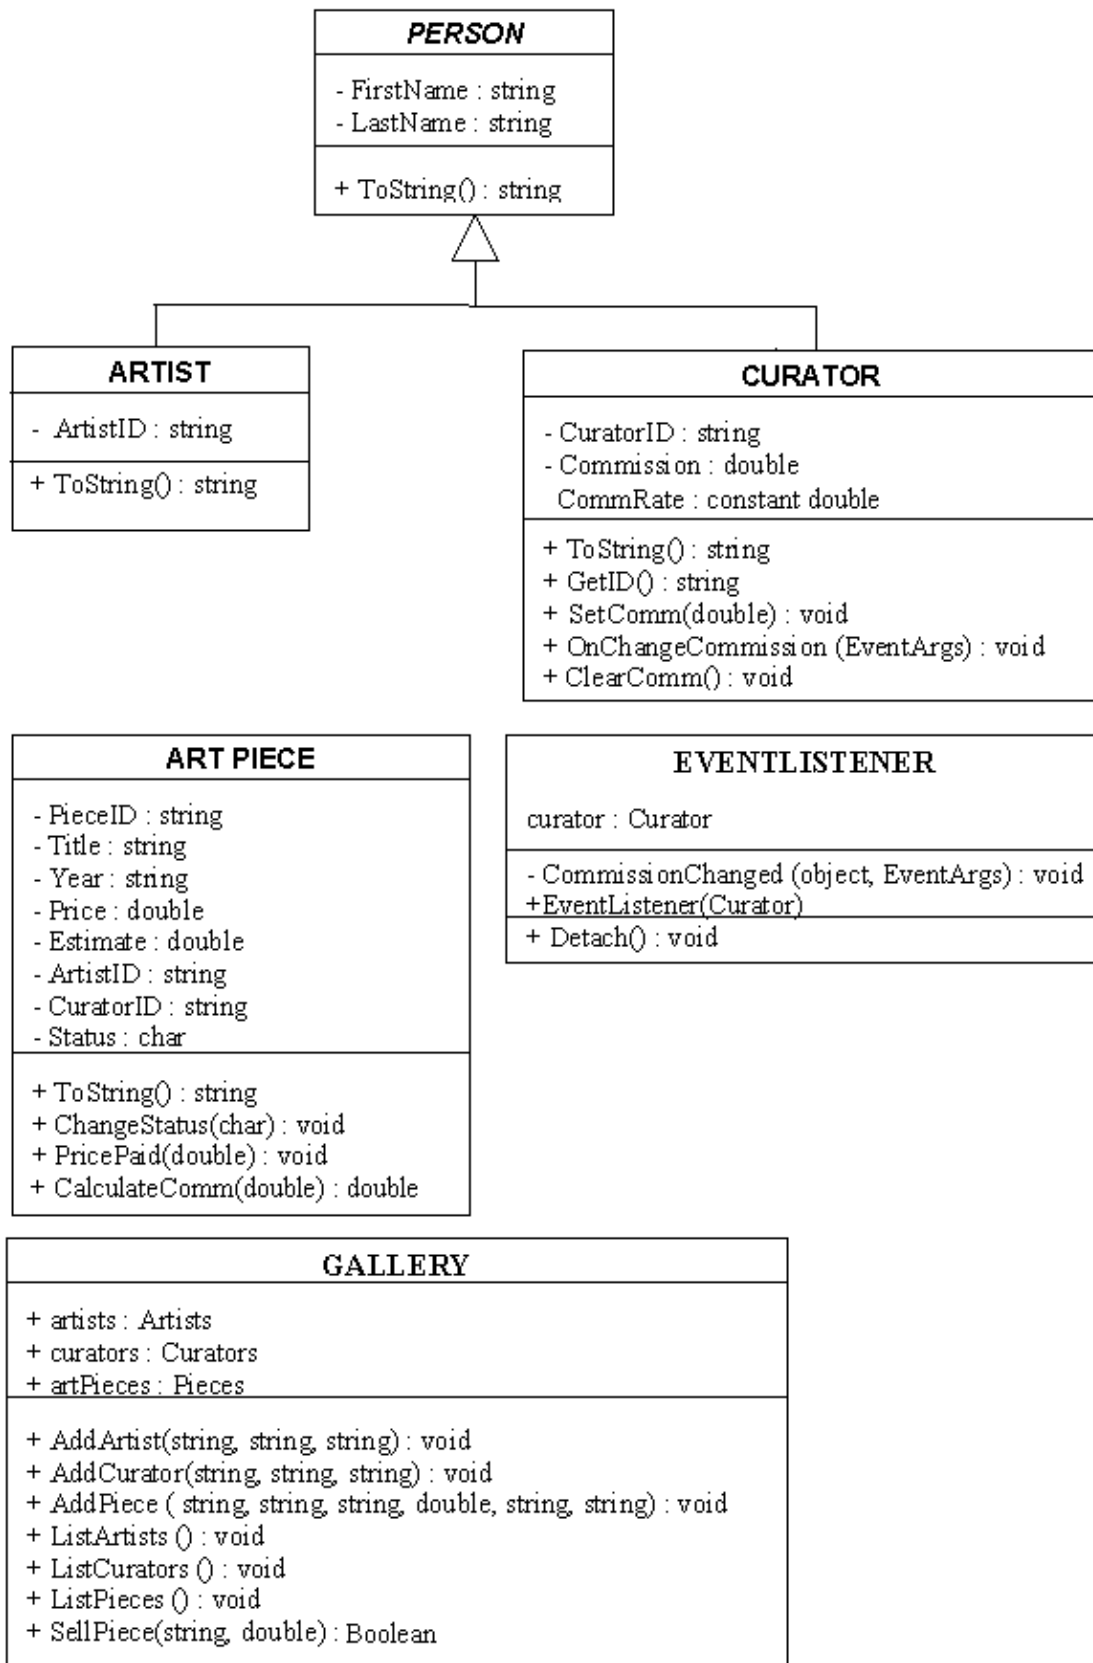 PERSON
- FirstName : string
- LastName : string
+ ToString() : string
ARTIST
- ArtistID : string
+ ToString() : string
CURATOR
- CuratorID : string
- Commission : double
CommRate : constant double
+ ToString() : string
+ GetID() : string
+ SetComm(double) : void
+ OnChangeCommission (EventArgs) : void
+ ClearComm() : void
ART PIECE
- PieceID : string
- Title : string
- Year : string
- Price : double
- Estimate : double
- ArtistID : string
- CuratorID : string
- Status : char
+ ToString() : string
+ ChangeStatus(char) : void
+ PricePaid(double) : void
+ CalculateComm(double) : double
EVENTLISTENER
curator : Curator
- CommissionChanged (object, EventArgs) : void
+EventListener(Curator)
+ Detach() : void
GALLERY
+ artists : Artists
+ curators : Curators
+ artPieces : Pieces
+ AddArtist(string, string, string) : void
+ AddCurator(string, string, string) : void
+ AddPiece ( string, string, string, double, string, string) : void
+ ListArtists () : void
+ ListCurators () : void
+ ListPieces () : void
+ SellPiece(string, double) : Boolean